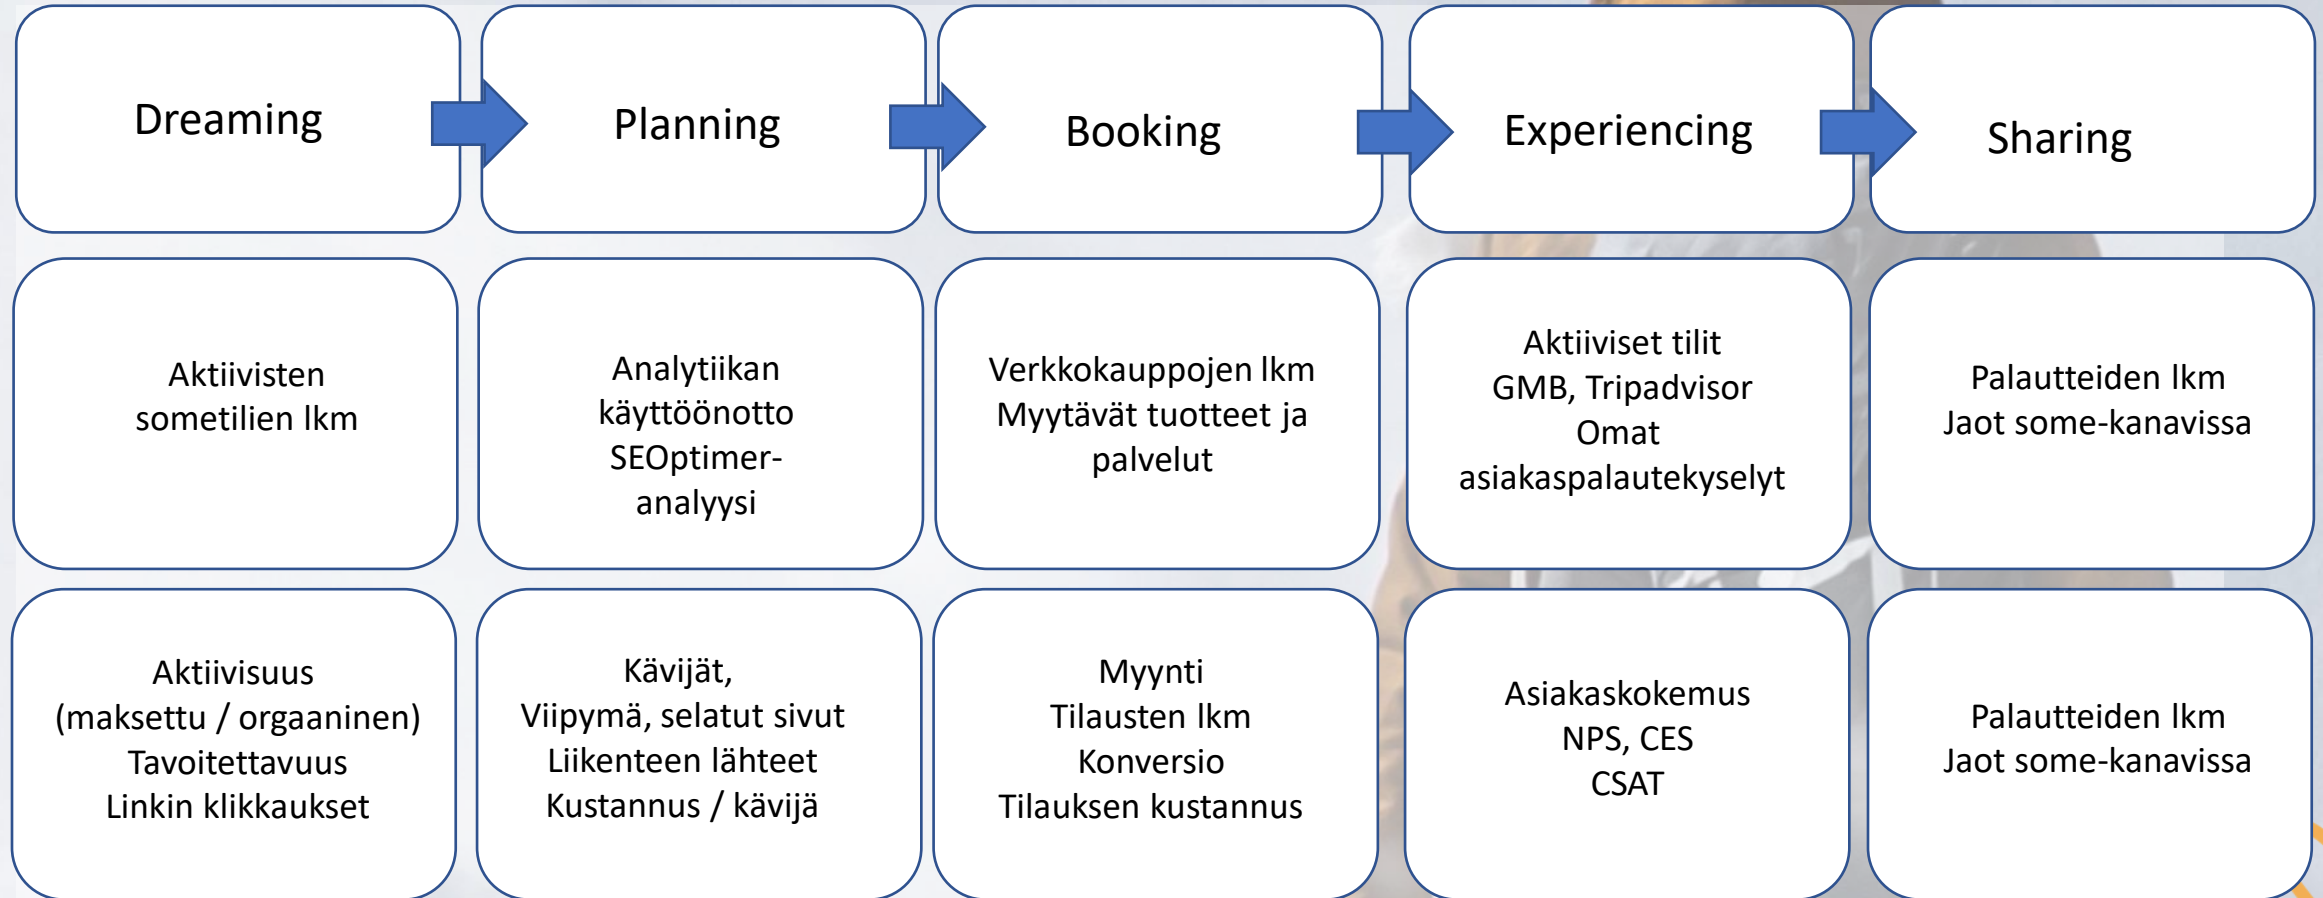 Dreaming
Planning
Booking
Experiencing
Sharing
Aktiivisten
sometilien lkm
Analytiikan
käyttöönotto
SEOptimer-
analyysi
Verkkokauppojen lkm
Myytävät tuotteet ja
palvelut
Aktiiviset tilit
GMB, Tripadvisor
Omat
asiakaspalautekyselyt
Palautteiden lkm
Jaot some-kanavissa
Aktiivisuus
(maksettu / orgaaninen)
Tavoitettavuus
Linkin klikkaukset
Kävijät,
Viipymä, selatut sivut
Liikenteen lähteet
Kustannus / kävijä
Myynti
Tilausten lkm
Konversio
Tilauksen kustannus
Asiakaskokemus
NPS, CES
CSAT
Palautteiden lkm
Jaot some-kanavissa